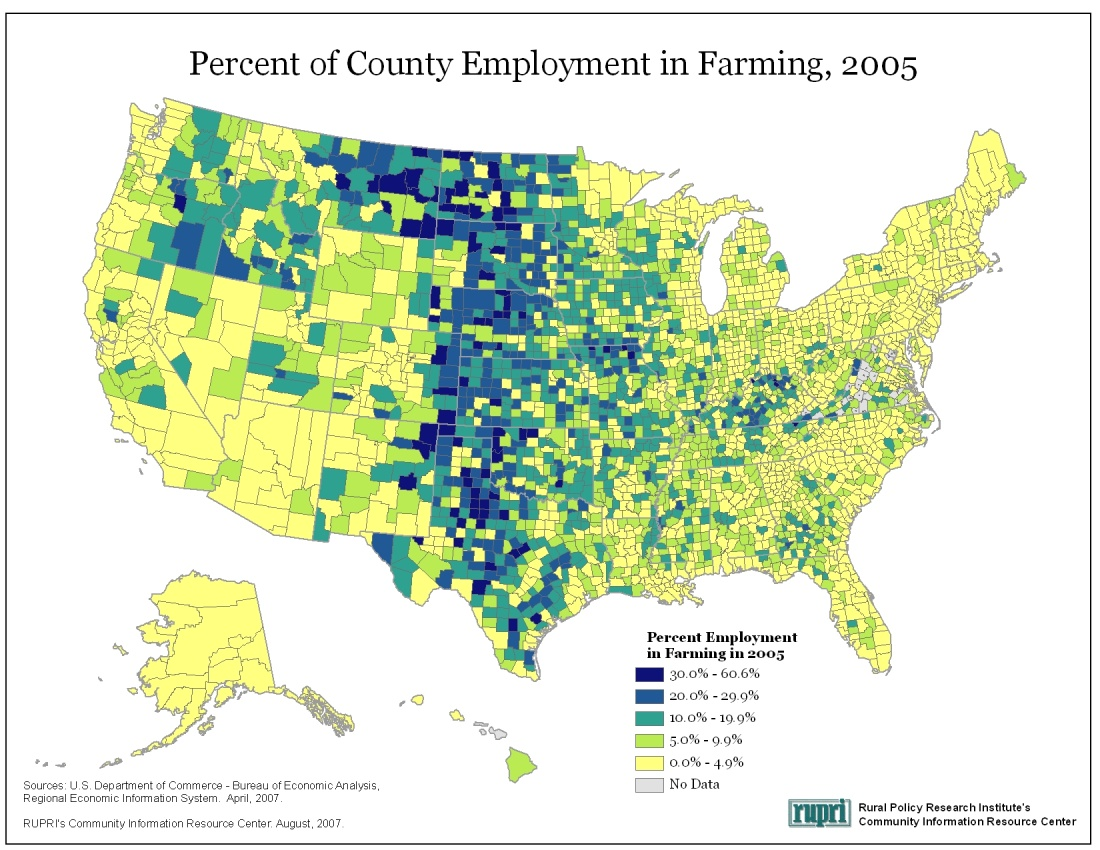 Percent of County Employment in Farming, 2005
Percent Employment
in Farming in 2005
30.0% - 60.6%
20.0% - 29.9%
10.0% - 19.9%
5.0% - 9.9%
0.0% - 4.9%
No Data
Sources: U.S. Department of Commerce - Bureau of Economic Analysis,
Regional Economic Information System. April, 2007.
RUPRI's Community Information Resource Center. August, 2007.
rupri
Rural Policy Research Institute's
Community Information Resource Center